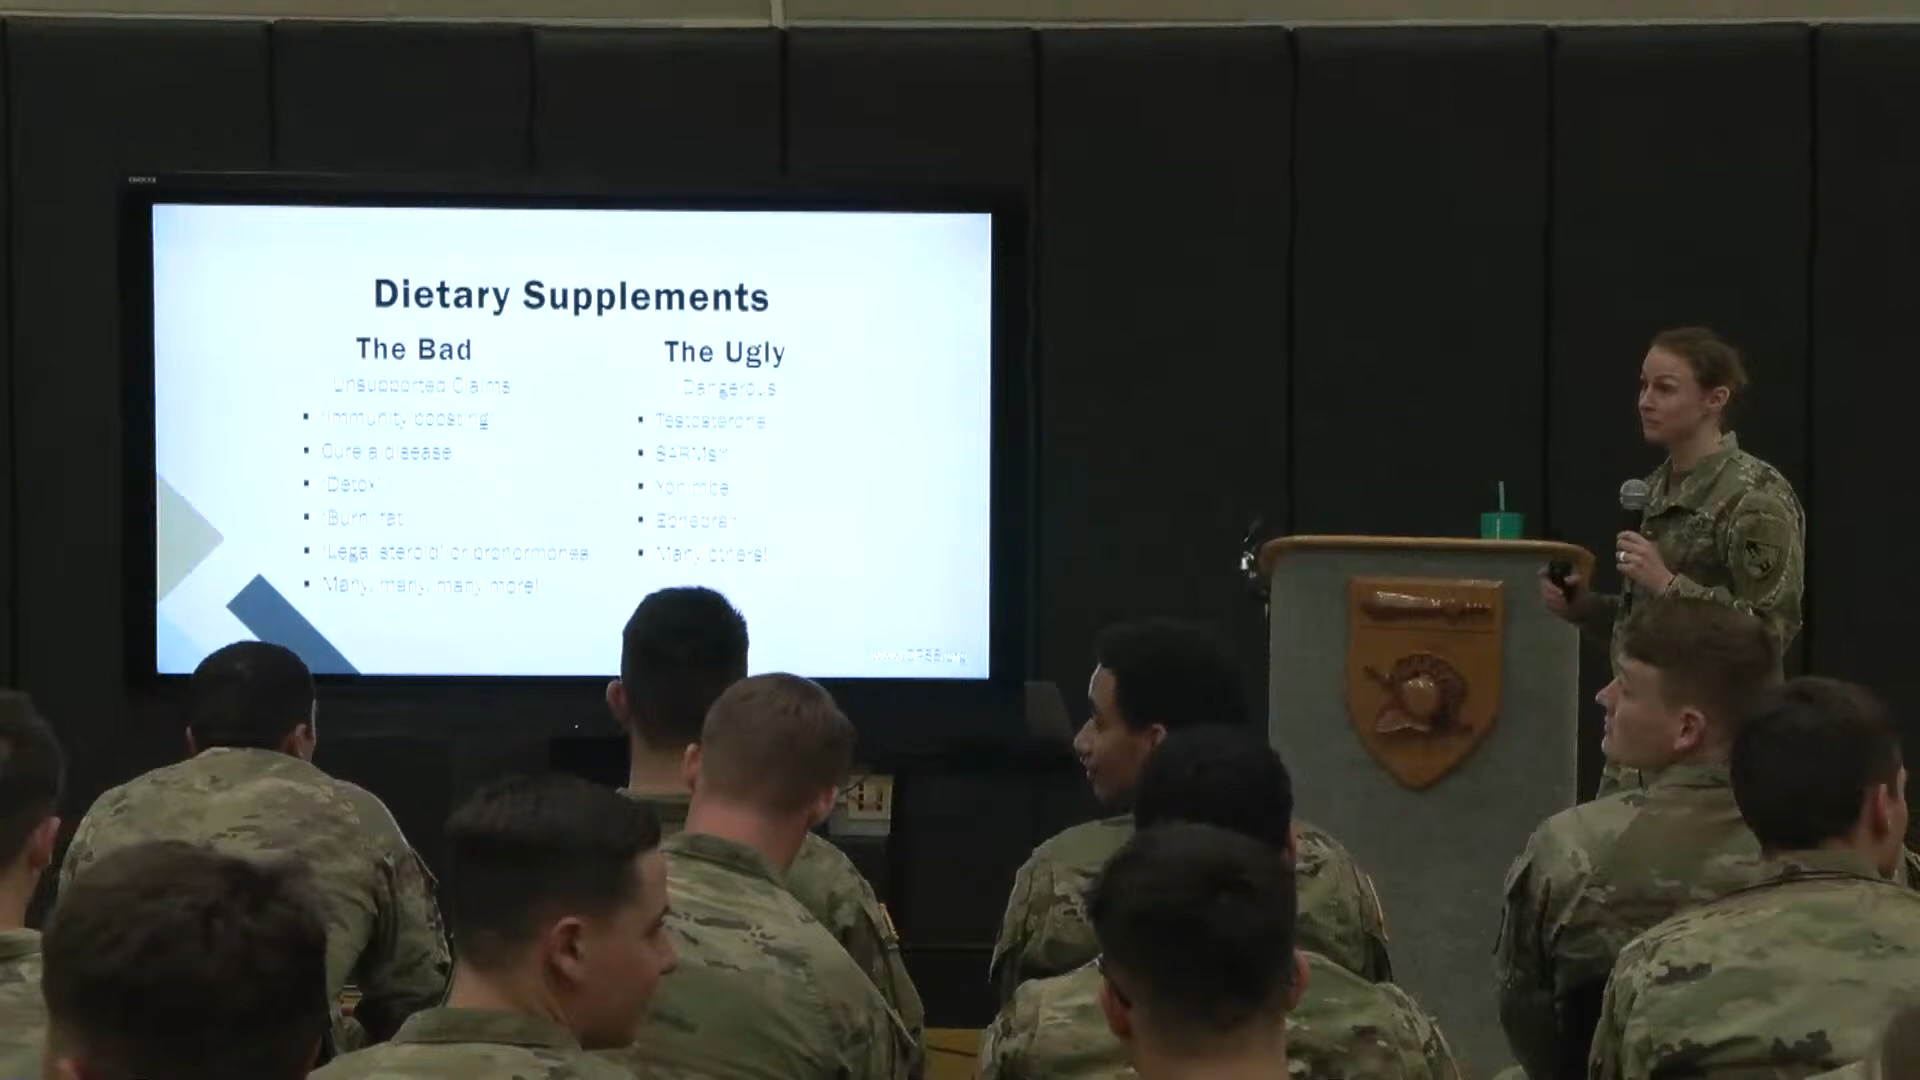 Dietary Supplements
The Bad
Unsupported Claims
'Immunity boosting'
Cure a disease
'Detox'
'Burn' fat
'Legal steroid' or prohormones
Many, many, many more!
The Ugly
Dangerous
Testosterone
SARMs*
Yohimbe
Ephedra*
Many others!